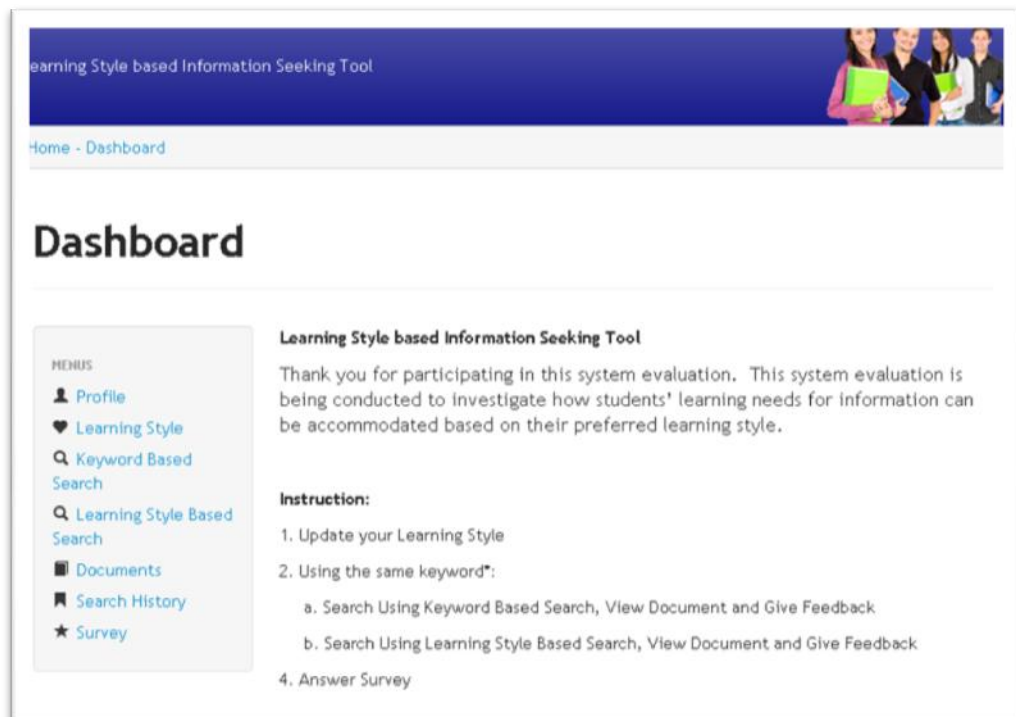 earning Style based Information Seeking Tool
Home - Dashboard
Dashboard
MENUS
Profile
Learning Style
Keyword Based
Search
Learning Style Based
Search
Documents
Search History
Survey
Learning Style based Information Seeking Tool
Thank you for participating in this system evaluation. This system evaluation is
being conducted to investigate how students' learning needs for information can
be accommodated based on their preferred learning style.
Instruction:
1. Update your Learning Style
2. Using the same keyword*:
a. Search Using Keyword Based Search, View Document and Give Feedback
b. Search Using Learning Style Based Search, View Document and Give Feedback
4. Answer Survey